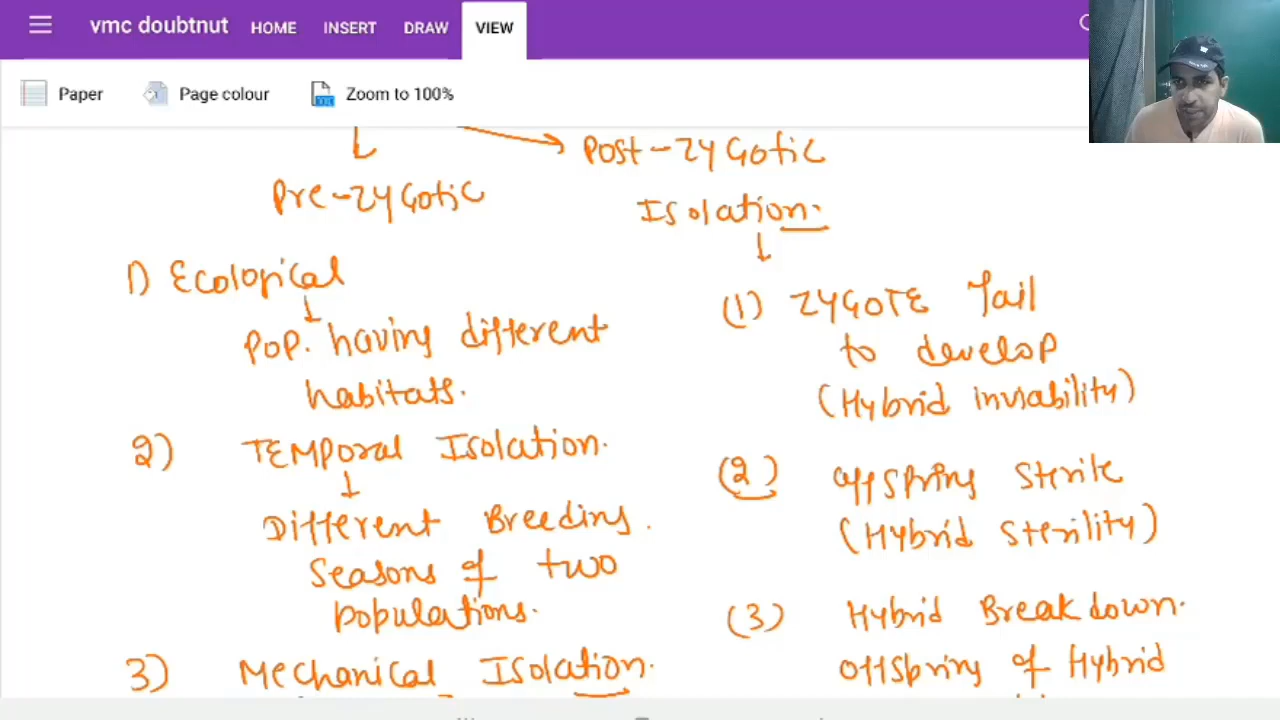 vmc doubtnut HOME INSERT DRAW VIEW
Paper Page colour Zoom to 100%
Pre-zygotic
1) Ecological
Pop. having different
habitats.
2) TEMPoral Isolation.
Different Breeding
Seasons of two
populations.
3) Mechanical Isolation.
Post-zygotic
Isolation.
(1) ZYGOTE fail
to develop
(Hybrid inviability)
(2) offspring sterile
(Hybrid sterility)
(3) Hybrid Breakdown.
offspring of Hybrid